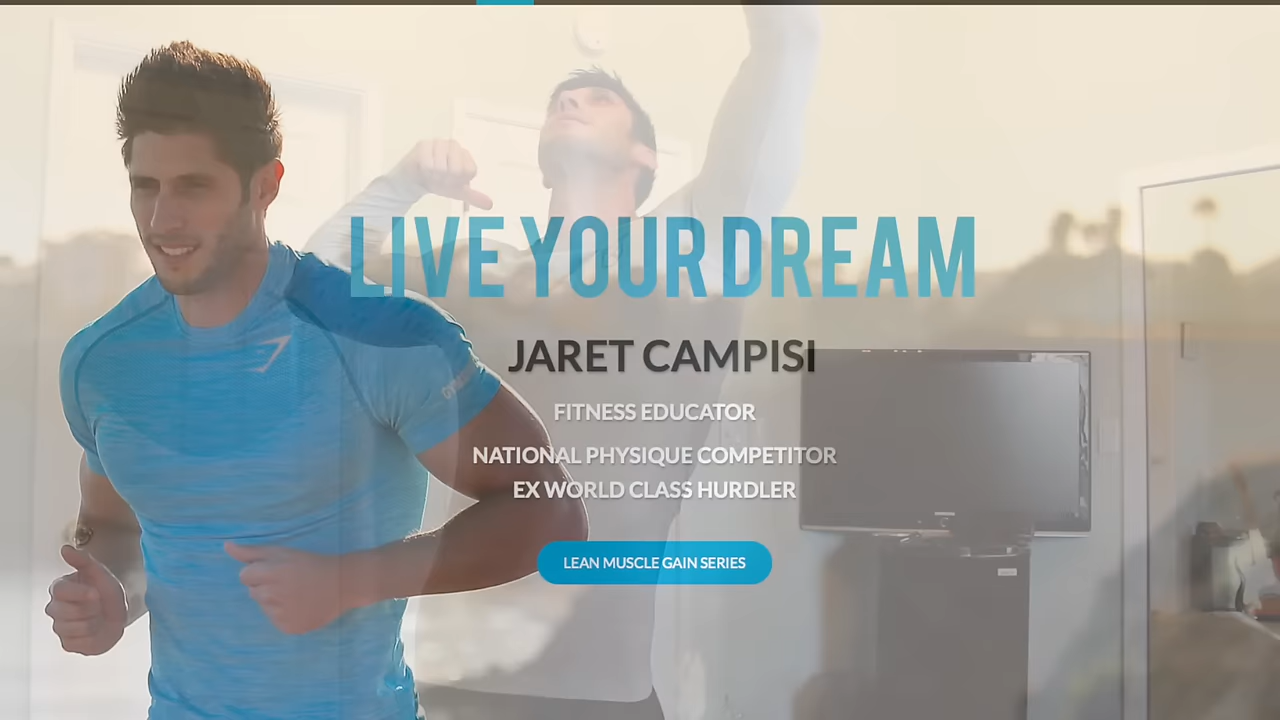 LIVE YOUR DREAM
JARET CAMPISI
FITNESS EDUCATOR
NATIONAL PHYSIQUE COMPETITOR
EX WORLD CLASS HURDLER
LEAN MUSCLE GAIN SERIES